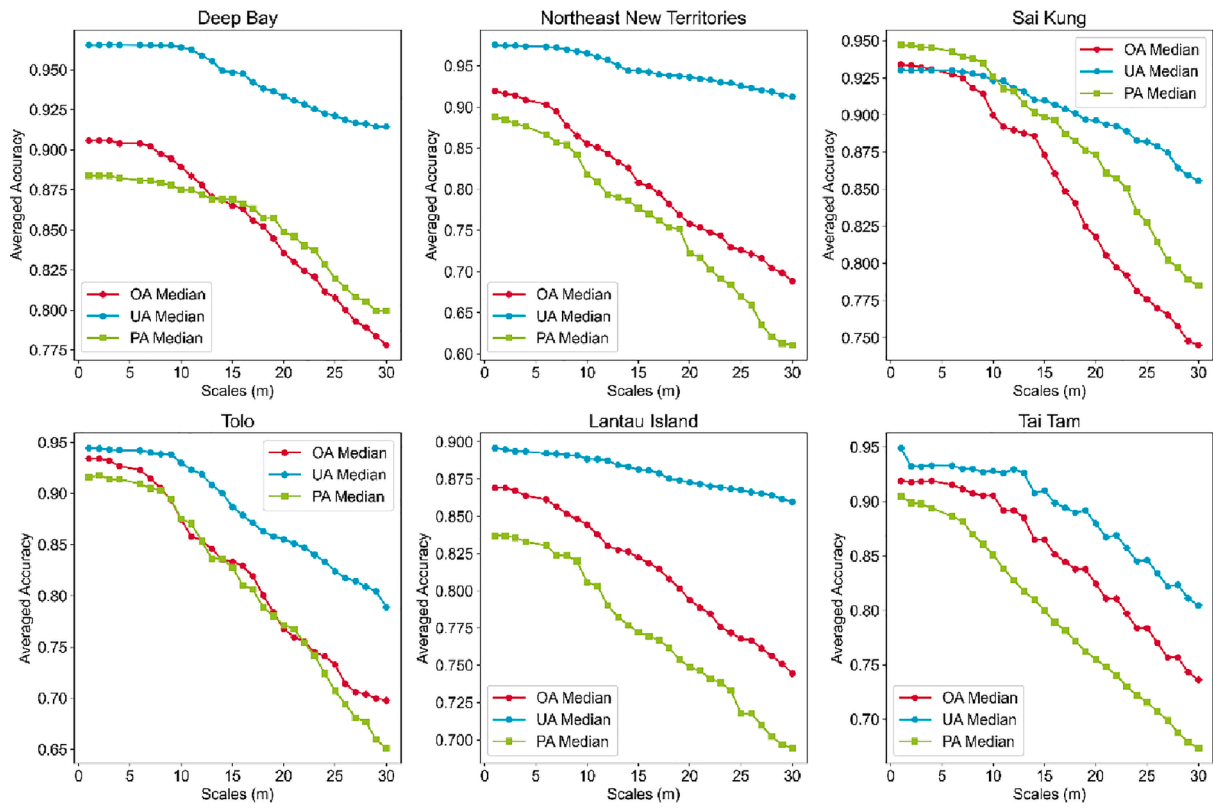 Deep Bay
Averaged Accuracy
0.950
0.925
0.900
0.875
0.850
0.825
0.800
0.775
OA Median
UA Median
PA Median
0 5 10 15 20 25 30
Scales (m)
Northeast New Territories
Averaged Accuracy
0.95
0.90
0.85
0.80
0.75
0.70
0.65
0.60
OA Median
UA Median
PA Median
0 5 10 15 20 25 30
Scales (m)
Sai Kung
Averaged Accuracy
0.950
0.925
0.900
0.875
0.850
0.825
0.800
0.775
0.750
OA Median
UA Median
PA Median
0 5 10 15 20 25 30
Scales (m)
Tolo
Averaged Accuracy
0.95
0.90
0.85
0.80
0.75
0.70
0.65
OA Median
UA Median
PA Median
0 5 10 15 20 25 30
Scales (m)
Lantau Island
Averaged Accuracy
0.900
0.875
0.850
0.825
0.800
0.775
0.750
0.725
0.700
OA Median
UA Median
PA Median
0 5 10 15 20 25 30
Scales (m)
Tai Tam
Averaged Accuracy
0.95
0.90
0.85
0.80
0.75
0.70
OA Median
UA Median
PA Median
0 5 10 15 20 25 30
Scales (m)